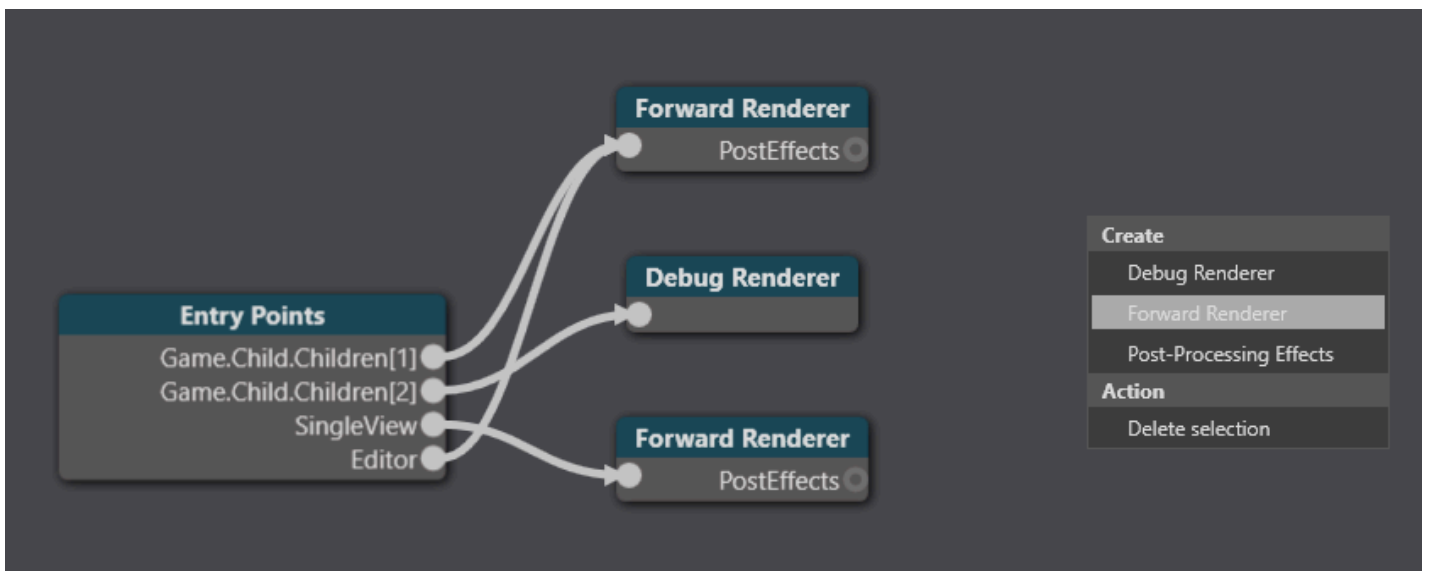 Forward Renderer
PostEffects
Debug Renderer
Entry Points
Game.Child.Children[1]
Game.Child.Children[2]
SingleView
Editor
Forward Renderer
PostEffects
Create
Debug Renderer
Forward Renderer
Post-Processing Effects
Action
Delete selection